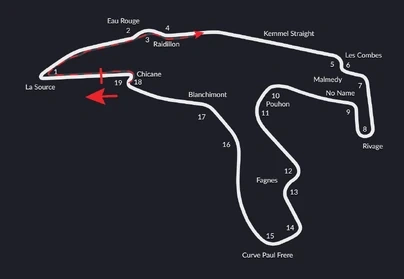 Eau Rouge
2
4
3
Raidillon
Kemmel Straight
Les Combes
5
6
Malmedy
7
No Name
1
Chicane
La Source
19
18
Blanchimont
17
10
Pouhon
11
9
8
Rivage
16
12
Fagnes
13
14
15
Curve Paul Frere